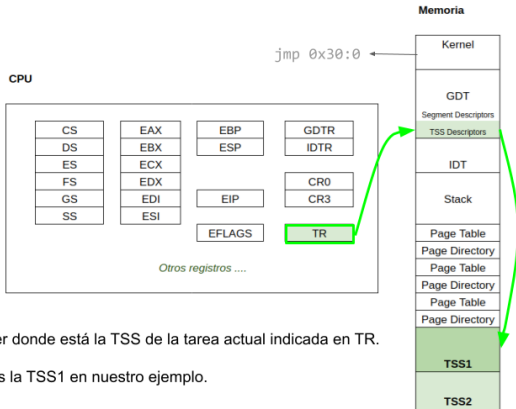 Memoria
Kernel
jmp 0x30:0
CPU
GDT
Segment Descriptors
TSS Descriptors
CS
DS
ES
FS
GS
SS
EAX
EBX
ECX
EDX
EDI
ESI
EBP
ESP
EIP
EFLAGS
GDTR
IDTR
CR0
CR3
TR
Otros registros ....
IDT
Stack
Page Table
Page Directory
Page Table
Page Directory
Page Table
Page Directory
TSS1
TSS2
donde está la TSS de la tarea actual indicada en TR.
la TSS1 en nuestro ejemplo.